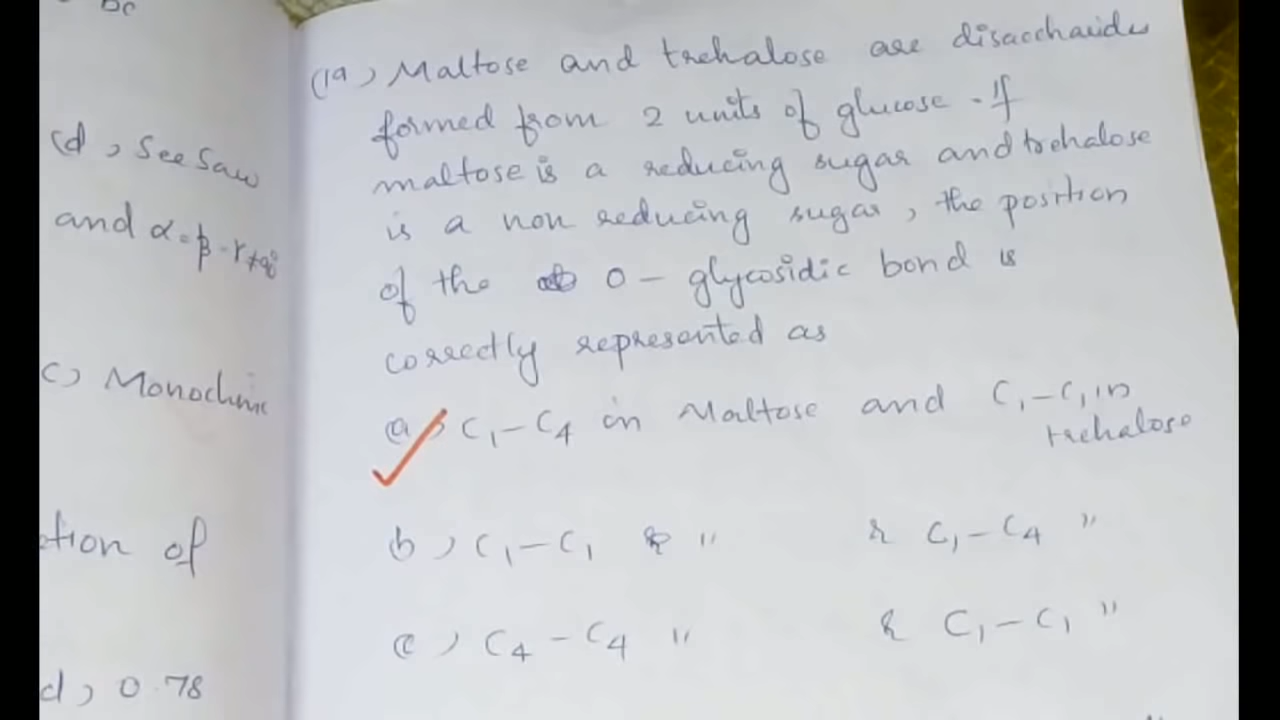 (d, See Saw
and α=β=γ≠90
c) Monoclinic
tion of
d, 0.78
(19, Maltose and trehalose are disaccharides
formed from 2 units of glucose. If
maltose is a reducing sugar and trehalose
is a non reducing sugar, the position
of the O - glycosidic bond is
correctly represented as
(a, C₁-C₄ in Maltose and C₁-C₁ in
trehalose
(b, C₁-C₁ & " & C₁-C₄ "
(c, C₄-C₄ " & C₁-C₁ "